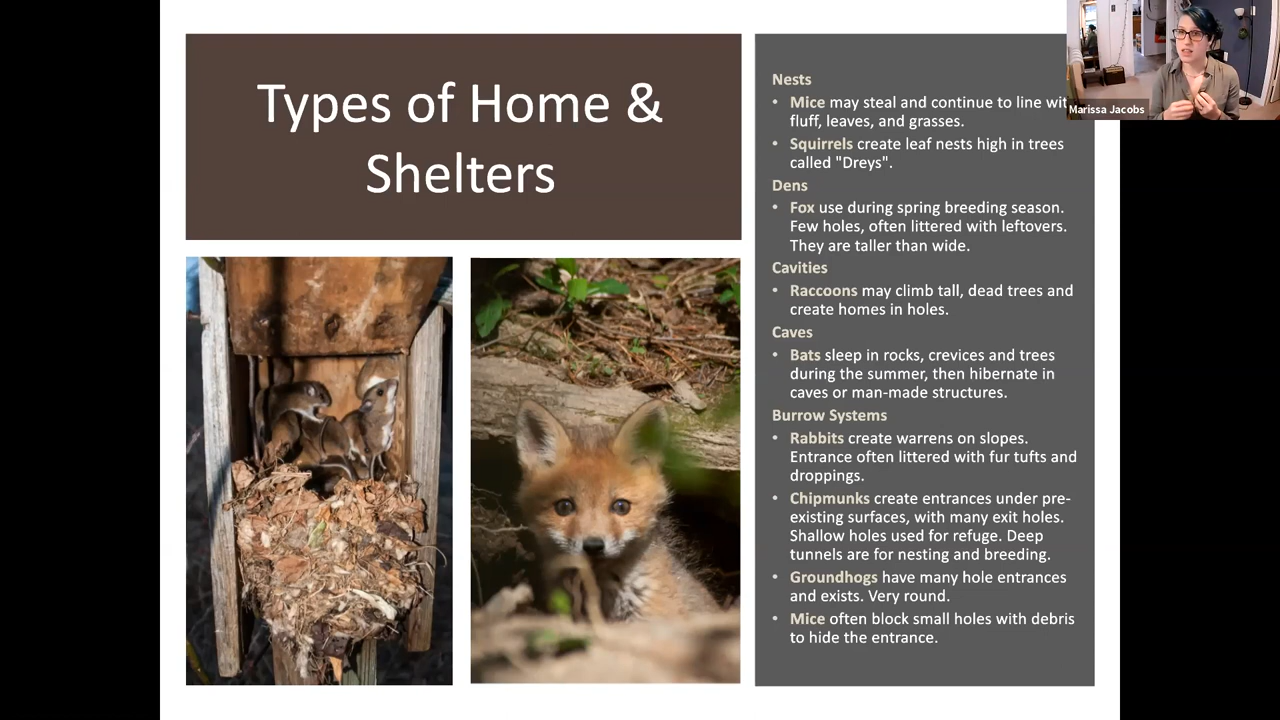 Types of Home &
Shelters
Nests
• Mice may steal and continue to line wit
fluff, leaves, and grasses.
• Squirrels create leaf nests high in trees
called "Dreys".
Dens
• Fox use during spring breeding season.
Few holes, often littered with leftovers.
They are taller than wide.
Cavities
• Raccoons may climb tall, dead trees and
create homes in holes.
Caves
• Bats sleep in rocks, crevices and trees
during the summer, then hibernate in
caves or man-made structures.
Burrow Systems
• Rabbits create warrens on slopes.
Entrance often littered with fur tufts and
droppings.
• Chipmunks create entrances under pre-
existing surfaces, with many exit holes.
Shallow holes used for refuge. Deep
tunnels are for nesting and breeding.
• Groundhogs have many hole entrances
and exists. Very round.
• Mice often block small holes with debris
to hide the entrance.
Marissa Jacobs